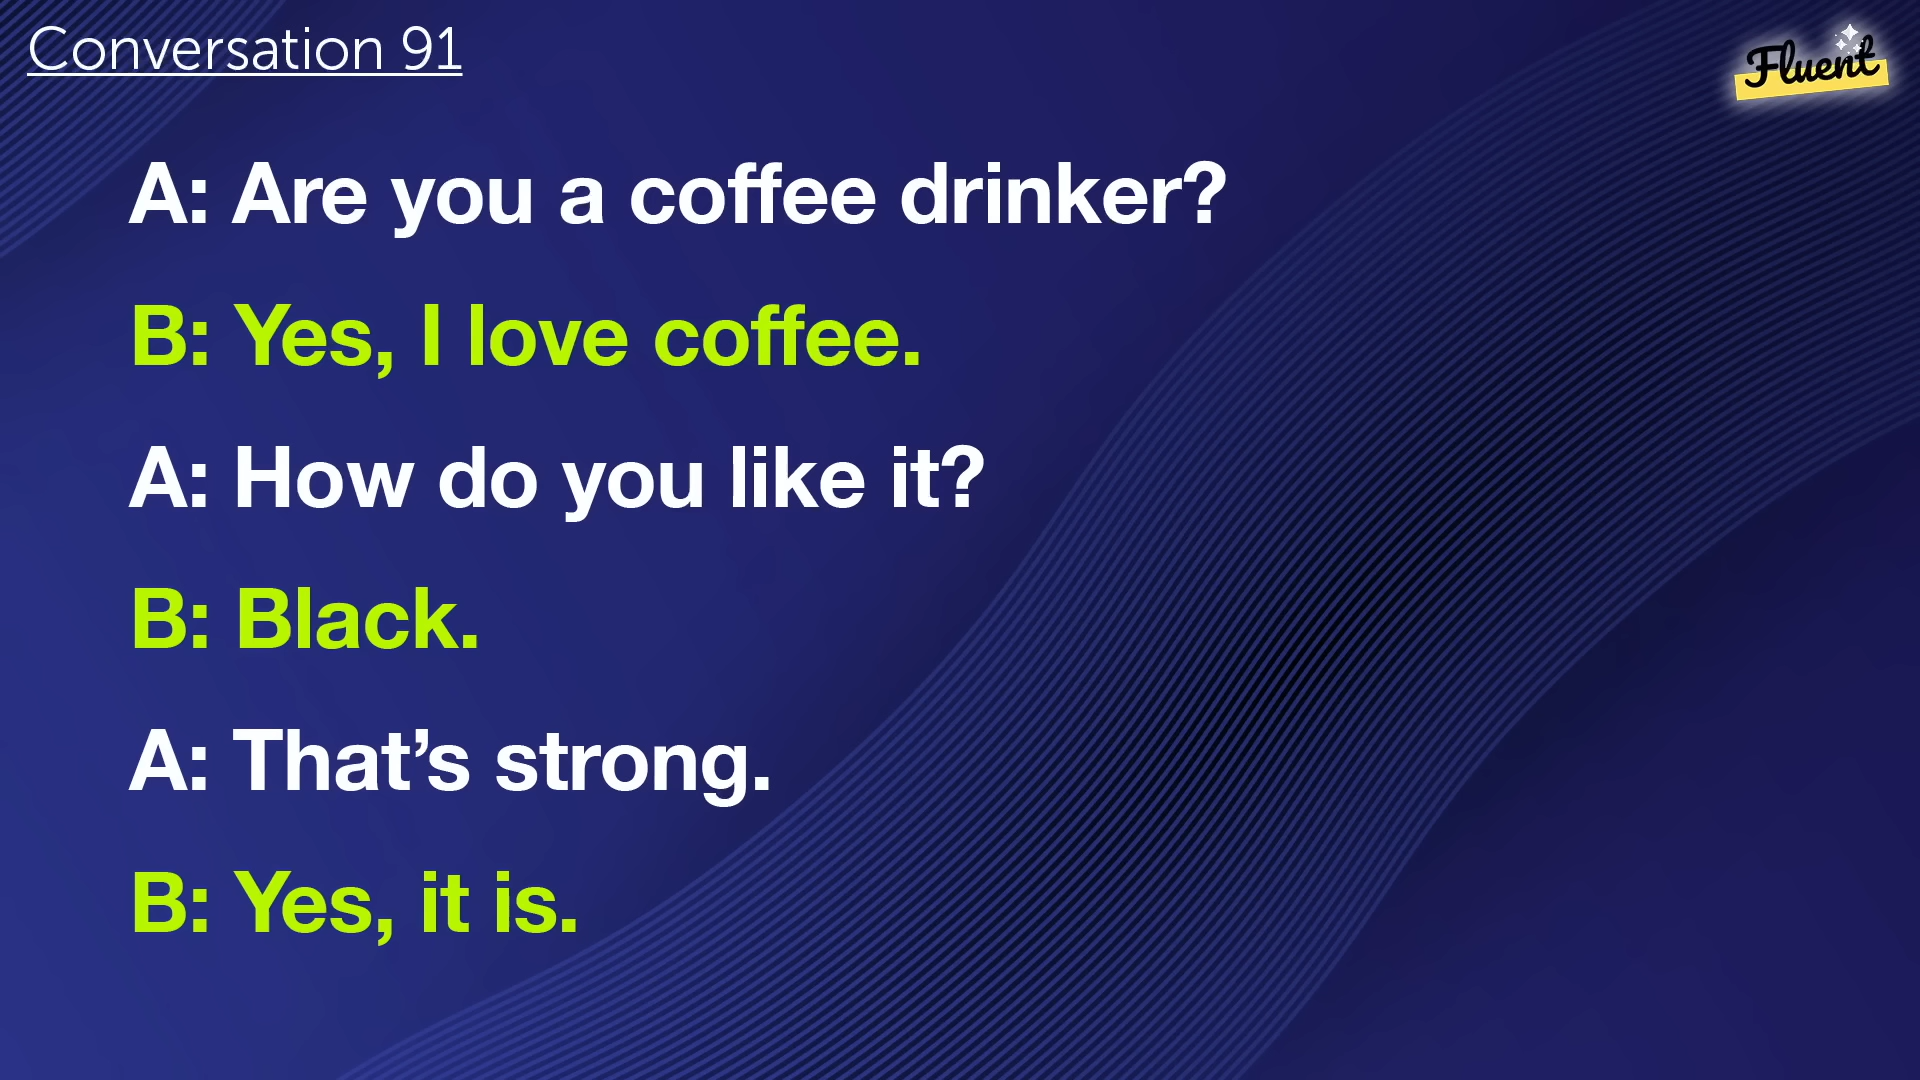 Conversation 91
Fluent
A: Are you a coffee drinker?
B: Yes, I love coffee.
A: How do you like it?
B: Black.
A: That’s strong.
B: Yes, it is.